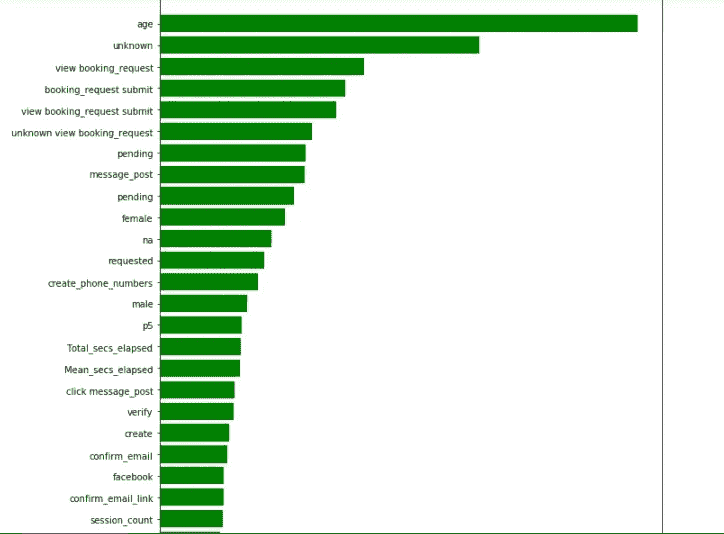 age
unknown
view booking_request
booking_request submit
view booking_request submit
unknown view booking_request
pending
message_post
pending
female
na
requested
create_phone_numbers
male
p5
Total_secs_elapsed
Mean_secs_elapsed
click message_post
verify
create
confirm_email
facebook
confirm_email_link
session_count